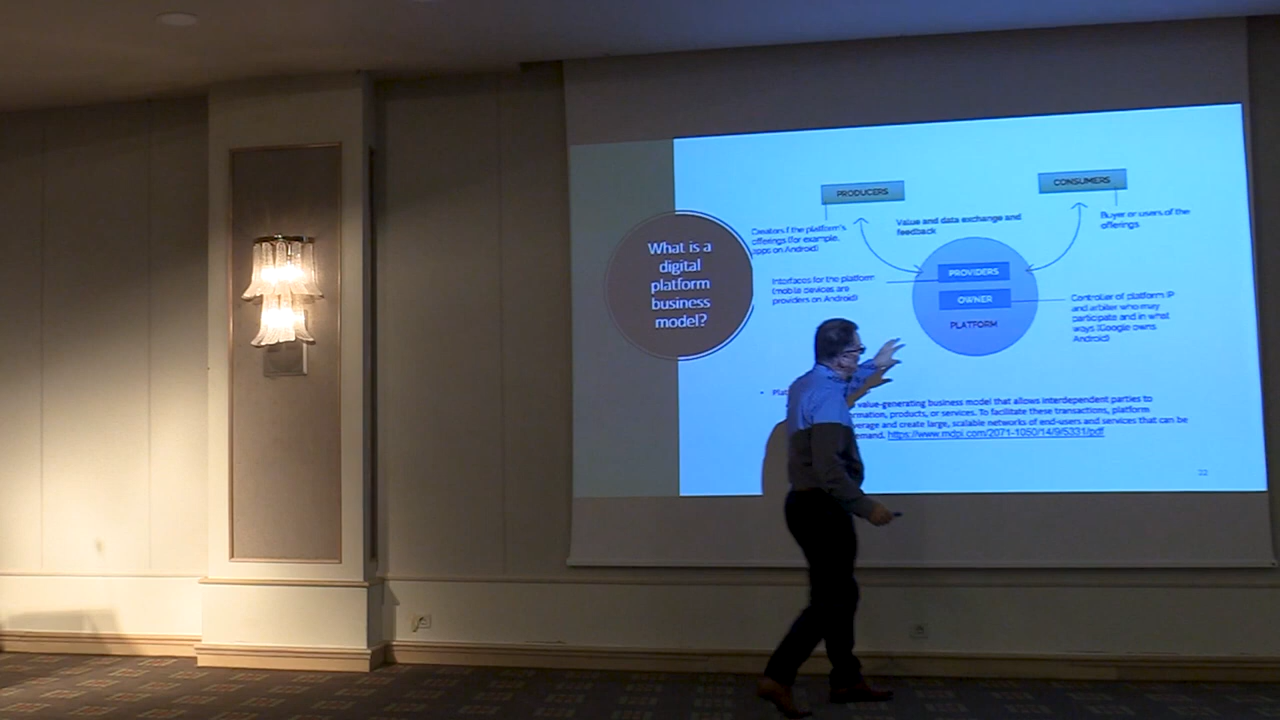 What is a
digital
platform
business
model?
PRODUCERS
CONSUMERS
Creators f the platform's
offerings (for example,
apps on Android)
Value and data exchange and
feedback
Buyer or users of the
offerings
Interfaces for the platform
(mobile devices are
providers on Android)
PROVIDERS
OWNER
PLATFORM
Controller of platform IP
and arbiter who may
participate and in what
ways (Google owns
Android)
• Plat
value-generating business model that allows interdependent parties to
rmation, products, or services. To facilitate these transactions, platform
verage and create large, scalable networks of end-users and services that can be
emand. https://www.mdpi.com/2071-1050/14/9/5331/pdf
22